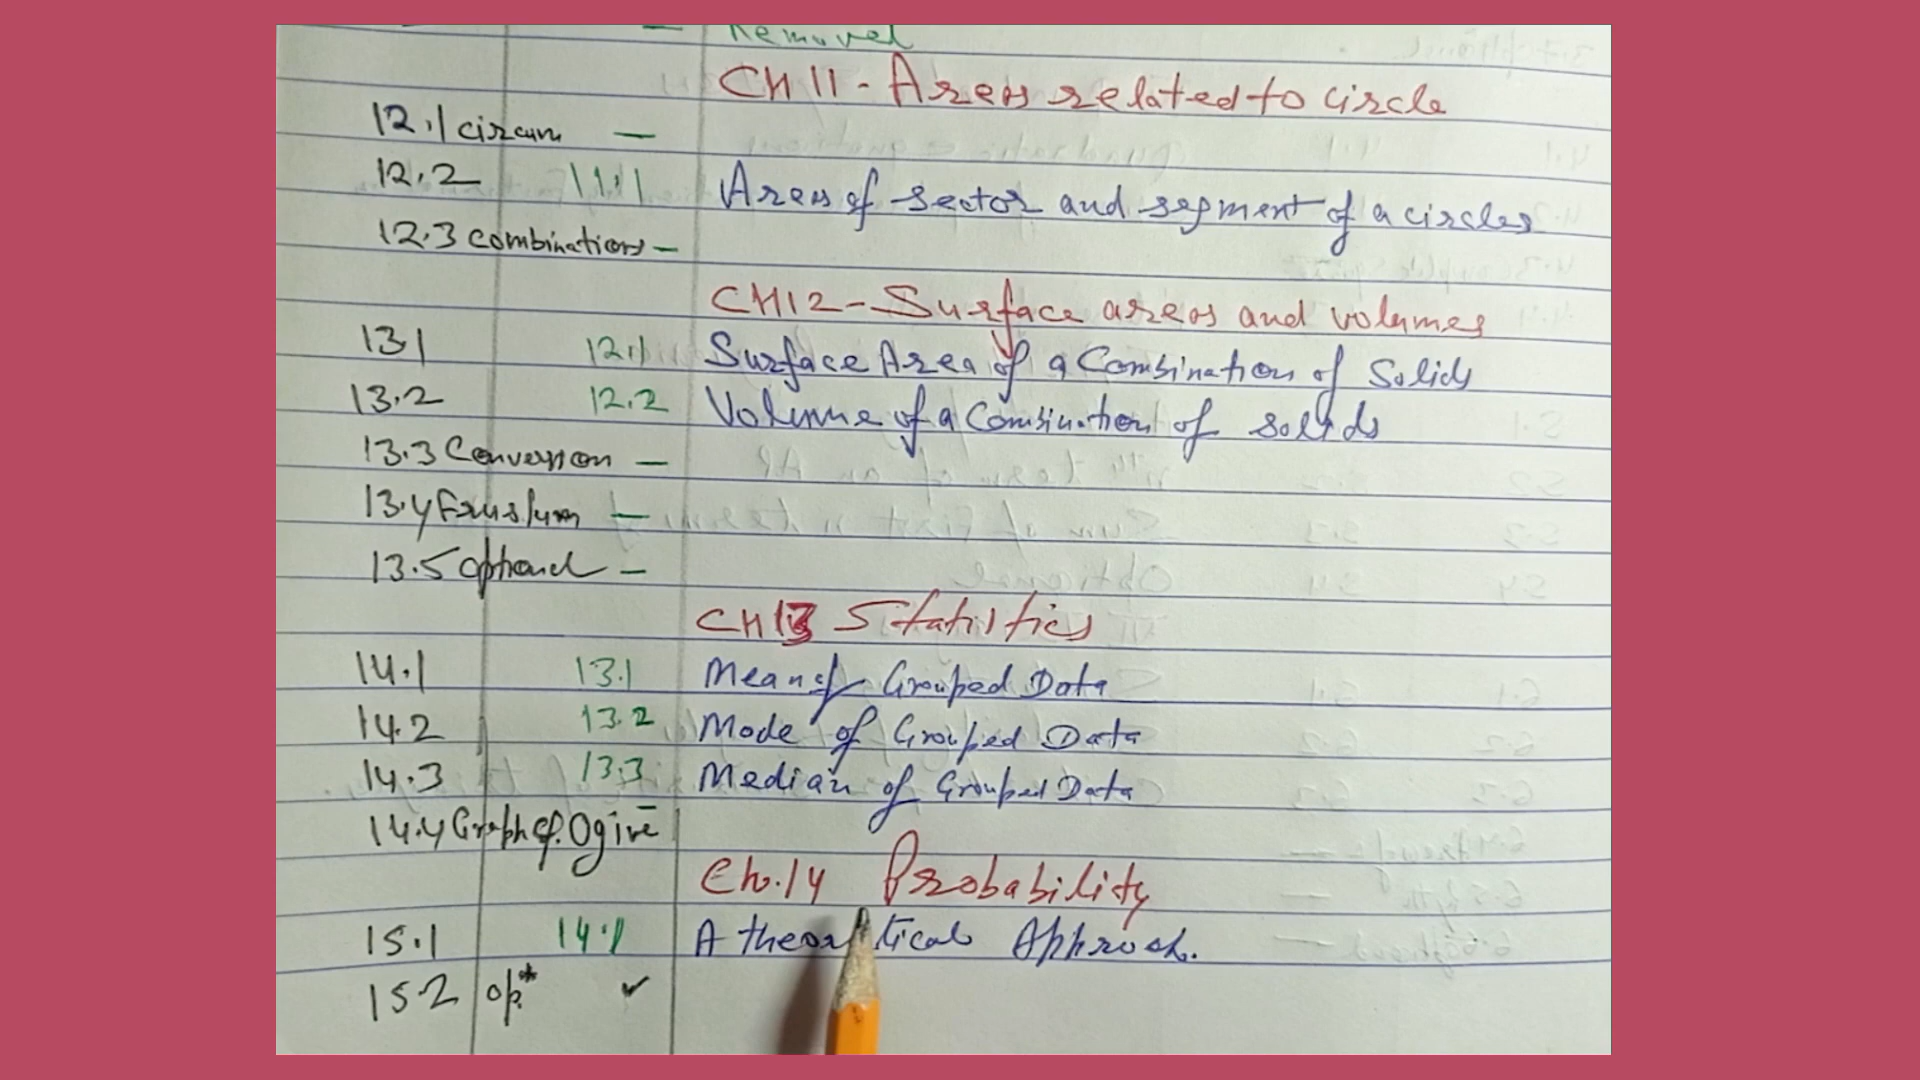 - Removed
CH 11 - Areas related to circle
12.1 circum -
12.2 11.1 Areas of sector and segment of a circles
12.3 combinations -
CH12 - Surface areas and volumes
13.1 12.1 Surface Area of a Combination of Solids
13.2 12.2 Volume of a Combination of solids
13.3 Conversion -
13.4 Frustum -
13.5 optional -
CH13 Statistics
14.1 13.1 Mean of Grouped Data
14.2 13.2 Mode of Grouped Data
14.3 13.3 Median of Grouped Data
14.4 Graph of Ogive -
Ch.14 Probability
15.1 14.1 A theoretical Approach.
15.2 op* ✓